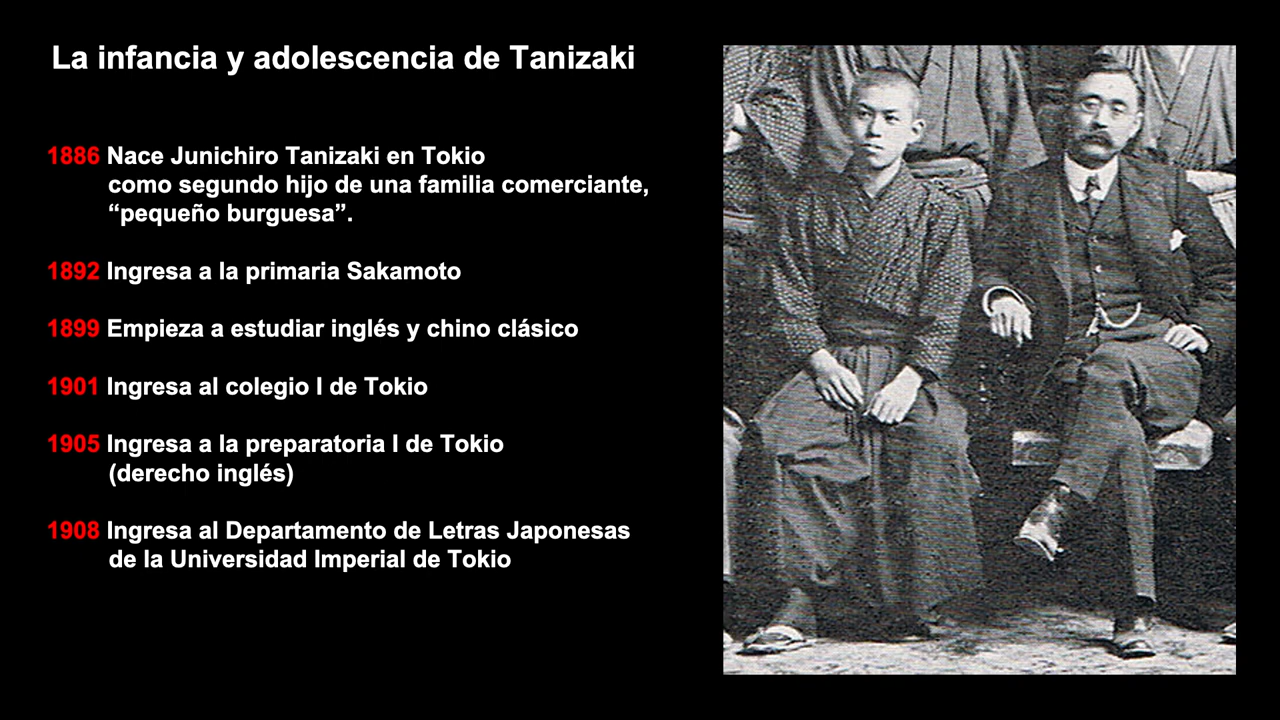 La infancia y adolescencia de Tanizaki
1886 Nace Junichiro Tanizaki en Tokio
como segundo hijo de una familia comerciante,
“pequeño burguesa”.
1892 Ingresa a la primaria Sakamoto
1899 Empieza a estudiar inglés y chino clásico
1901 Ingresa al colegio I de Tokio
1905 Ingresa a la preparatoria I de Tokio
(derecho inglés)
1908 Ingresa al Departamento de Letras Japonesas
de la Universidad Imperial de Tokio